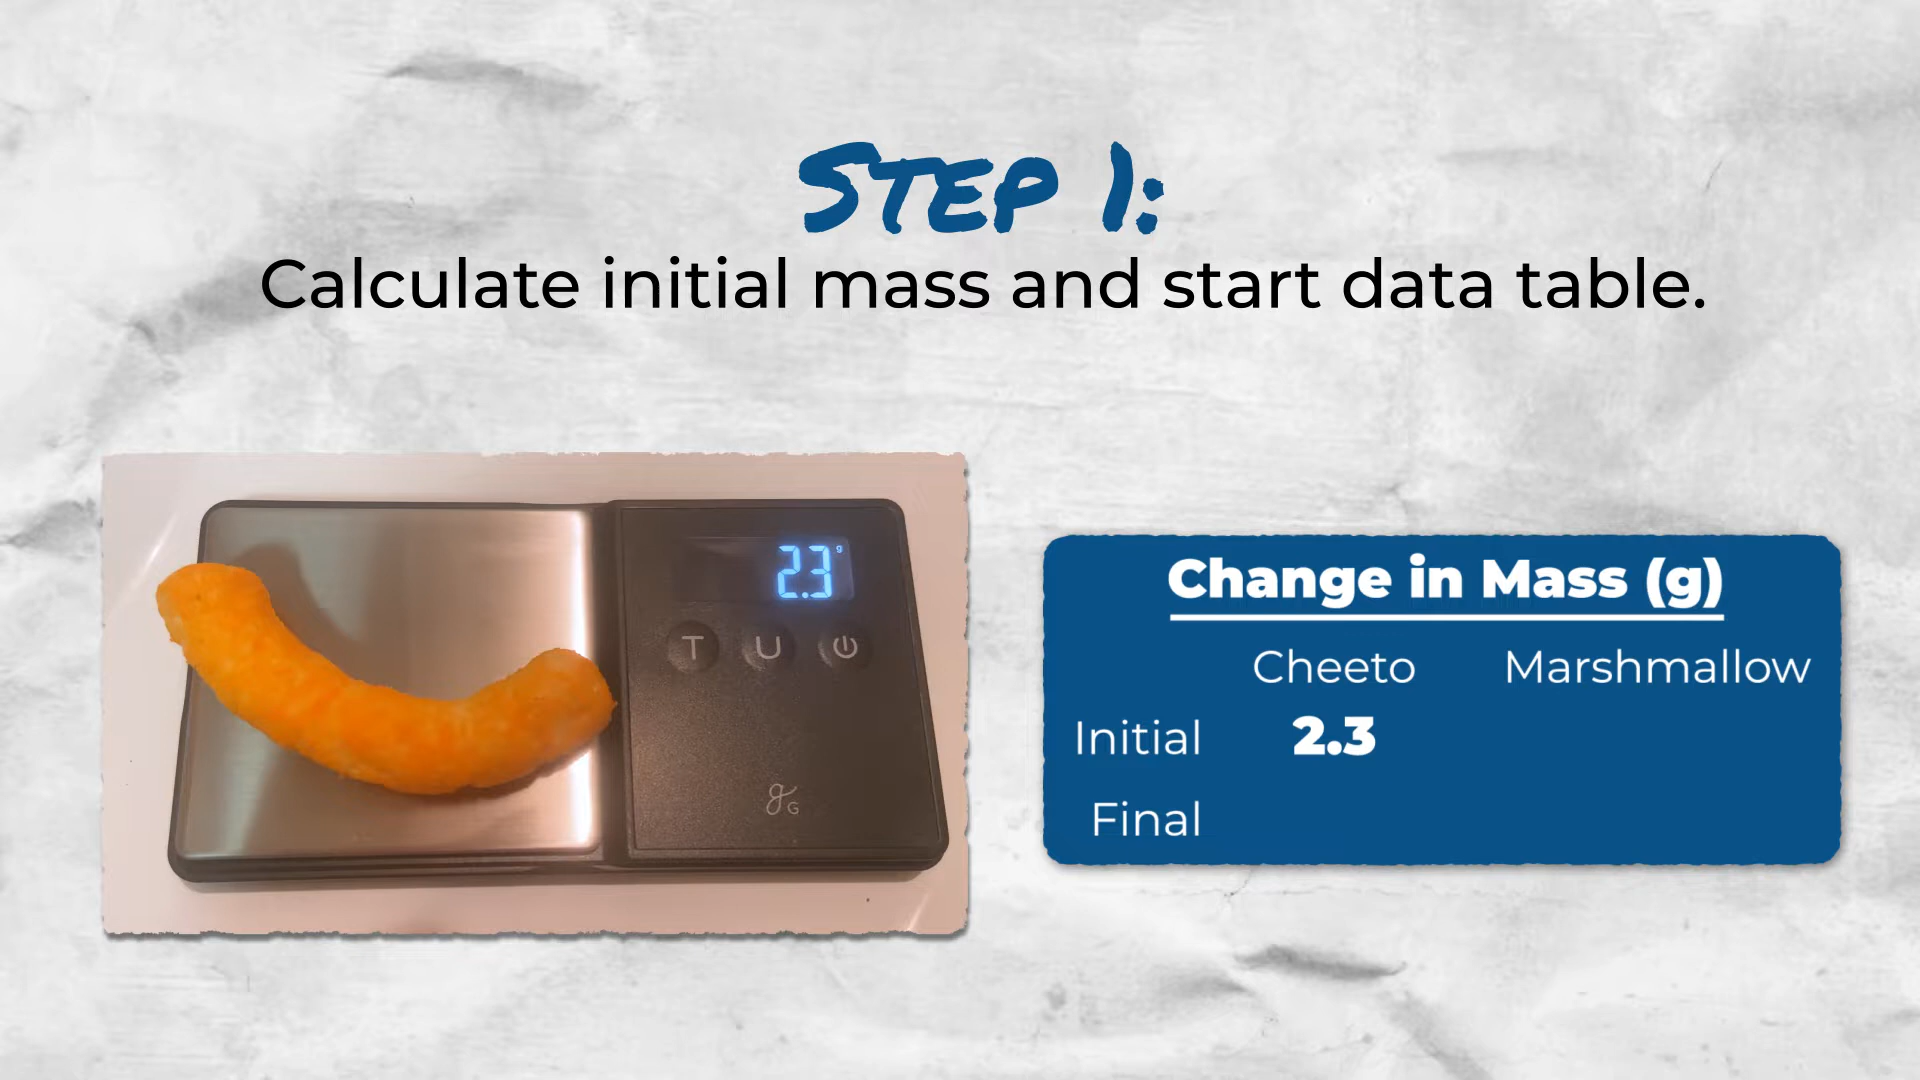 STEP 1:
Calculate initial mass and start data table.
2.3 g
T U
gG
Change in Mass (g)
Cheeto Marshmallow
Initial 2.3
Final